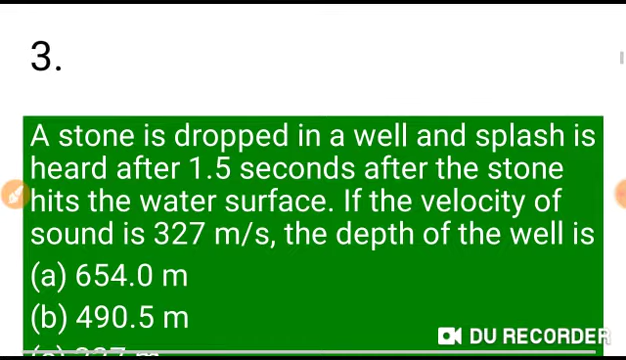 3.
A stone is dropped in a well and splash is
heard after 1.5 seconds after the stone
hits the water surface. If the velocity of
sound is 327 m/s, the depth of the well is
(a) 654.0 m
(b) 490.5 m
DU RECORDER